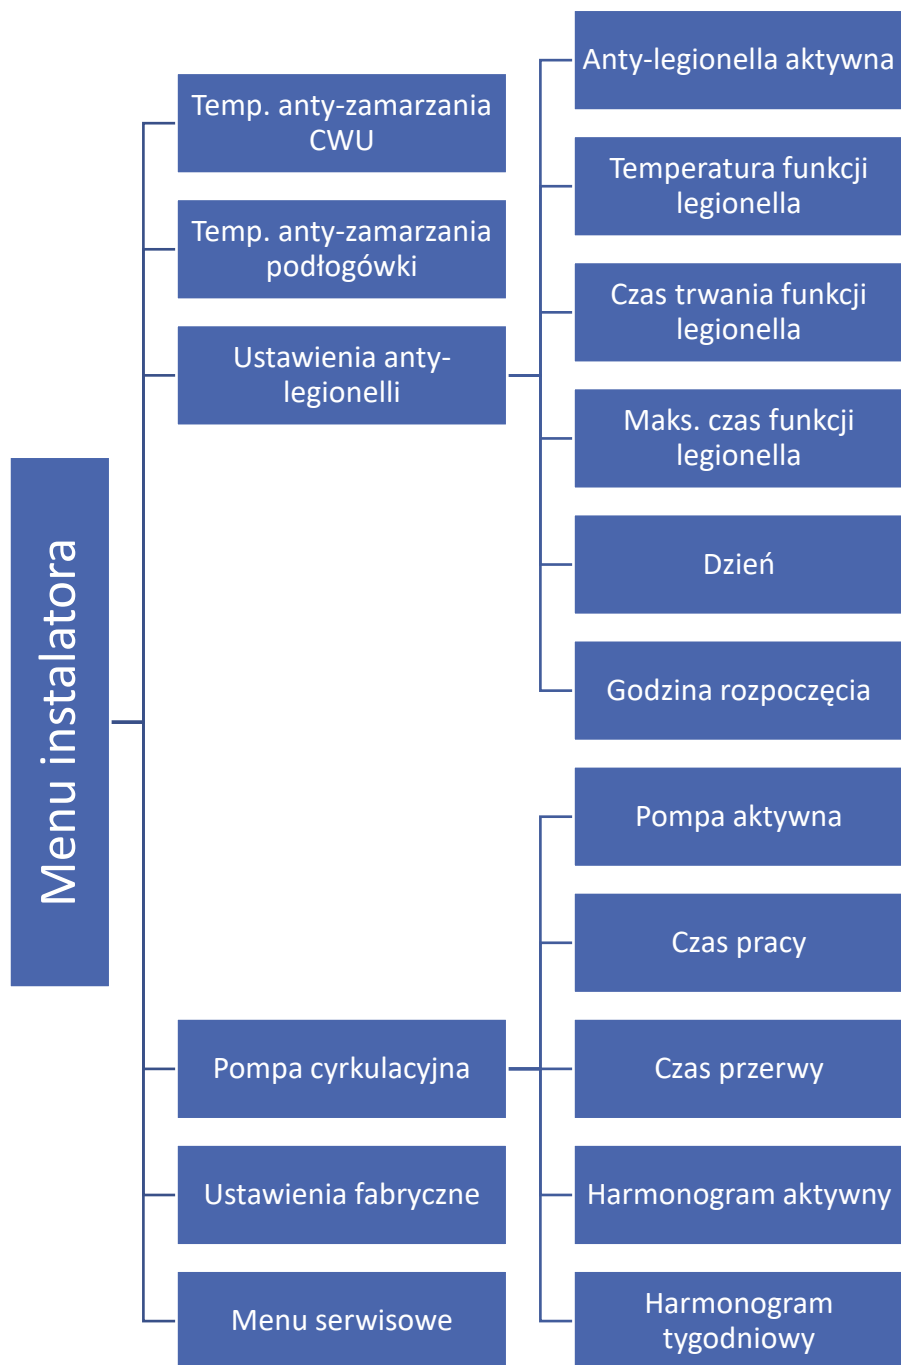 Menu instalatora
Temp. anty-zamarzania
CWU
Temp. anty-zamarzania
podłogówki
Ustawienia anty-
legionelli
Anty-legionella aktywna
Temperatura funkcji
legionella
Czas trwania funkcji
legionella
Maks. czas funkcji
legionella
Dzień
Godzina rozpoczęcia
Pompa cyrkulacyjna
Pompa aktywna
Czas pracy
Czas przerwy
Harmonogram aktywny
Harmonogram
tygodniowy
Ustawienia fabryczne
Menu serwisowe